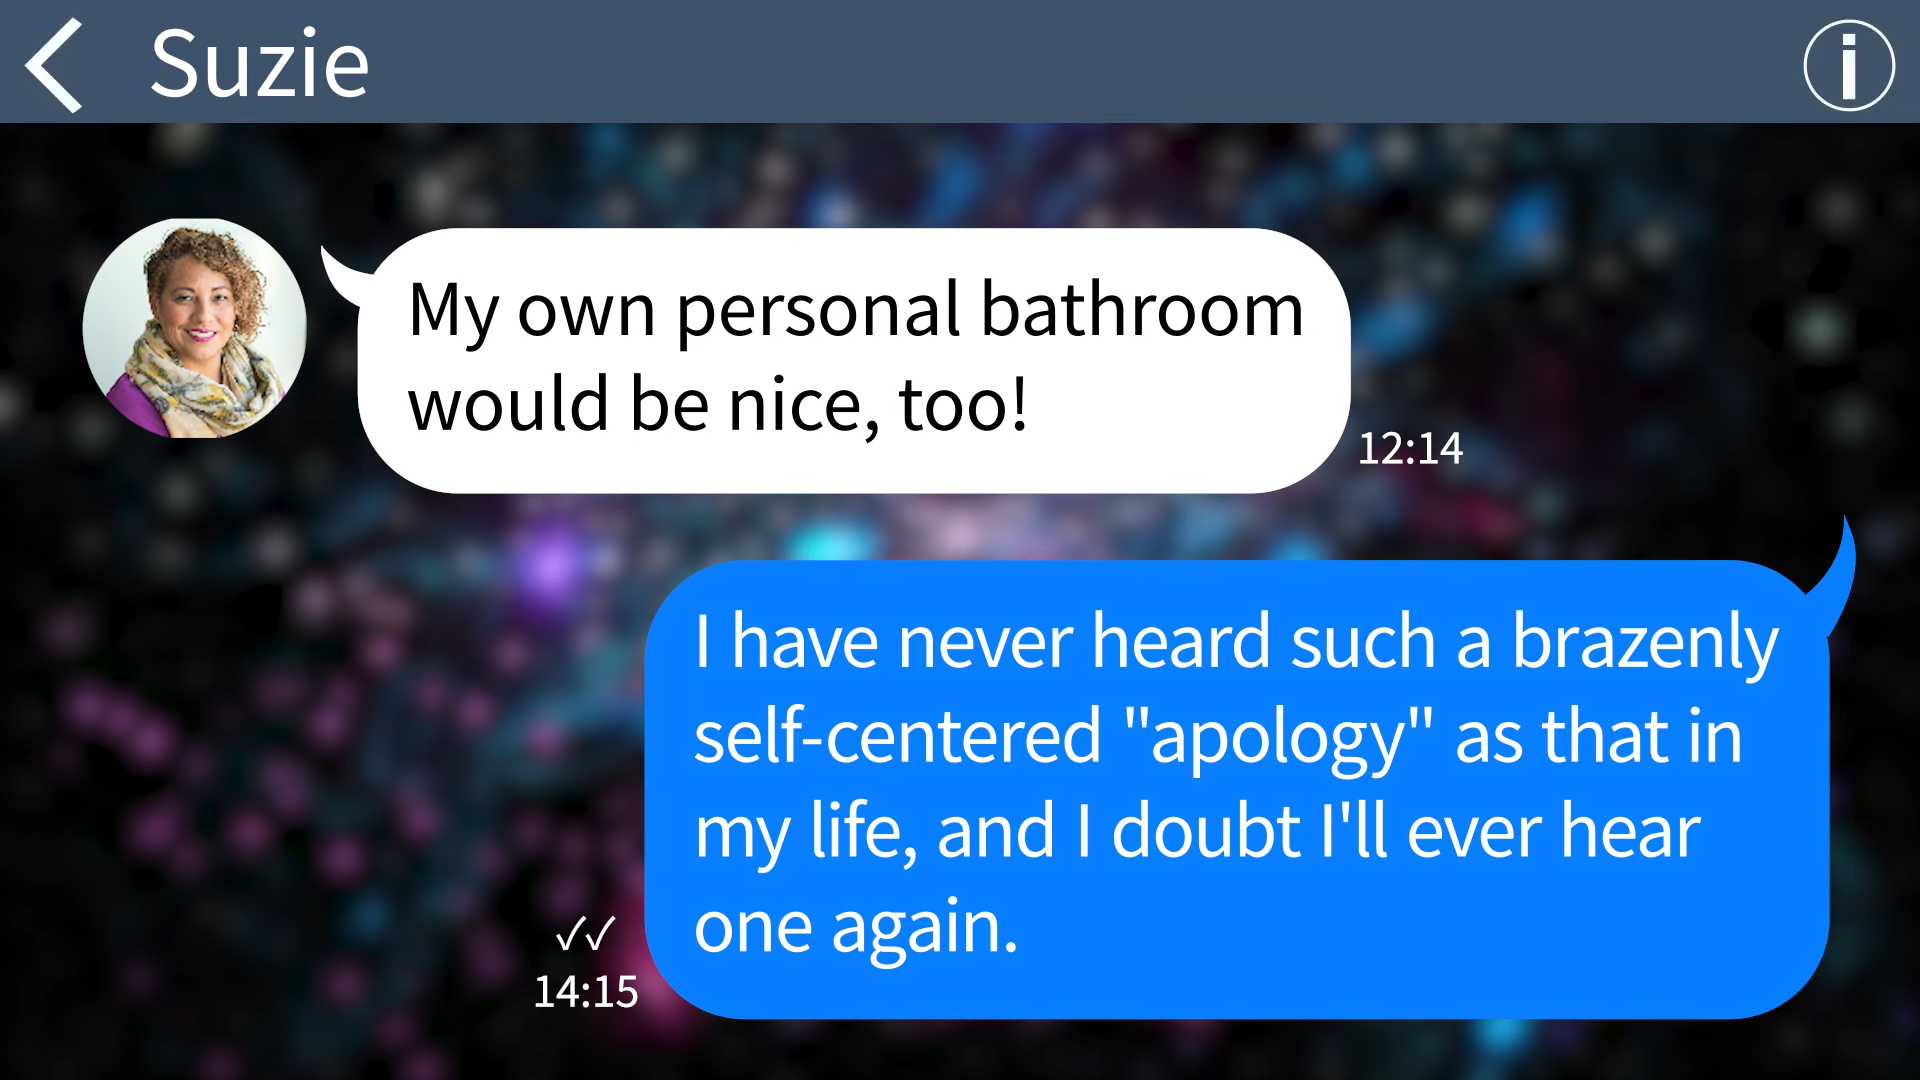 Suzie
My own personal bathroom
would be nice, too!
12:14
I have never heard such a brazenly
self-centered "apology" as that in
my life, and I doubt I'll ever hear
one again.
✓✓
14:15